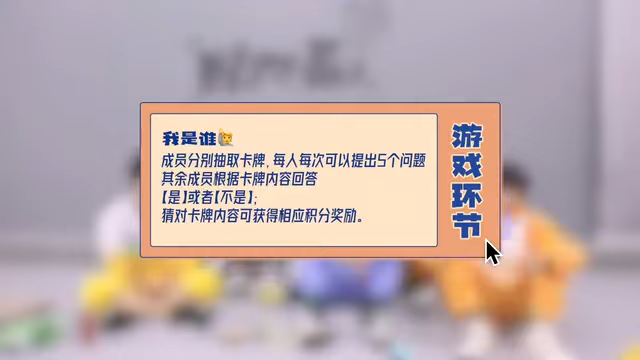 我是谁🙋
成员分别抽取卡牌,每人每次可以提出5个问题
其余成员根据卡牌内容回答
【是】或者【不是】;
猜对卡牌内容可获得相应积分奖励。
游戏环节